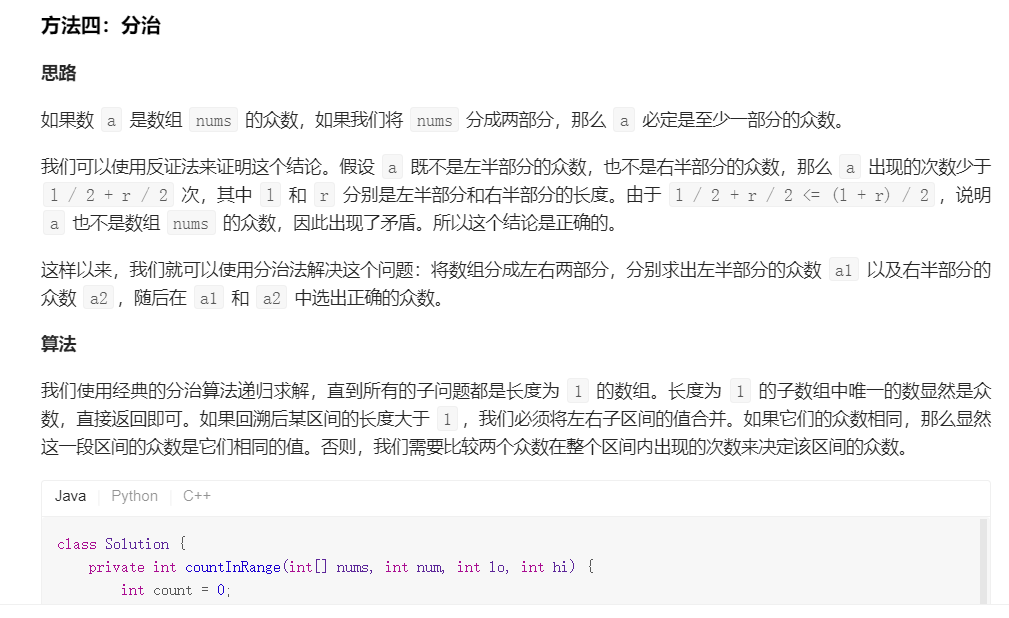 方法四：分治
思路
如果数 a 是数组 nums 的众数，如果我们将 nums 分成两部分，那么 a 必定是至少一部分的众数。
我们可以使用反证法来证明这个结论。假设 a 既不是左半部分的众数，也不是右半部分的众数，那么 a 出现的次数少于
l / 2 + r / 2 次，其中 l 和 r 分别是左半部分和右半部分的长度。由于 l / 2 + r / 2 <= (l + r) / 2 ，说明
a 也不是数组 nums 的众数，因此出现了矛盾。所以这个结论是正确的。
这样以来，我们就可以使用分治法解决这个问题：将数组分成左右两部分，分别求出左半部分的众数 a1 以及右半部分的
众数 a2 ，随后在 a1 和 a2 中选出正确的众数。
算法
我们使用经典的分治算法递归求解，直到所有的子问题都是长度为 1 的数组。长度为 1 的子数组中唯一的数显然是众
数，直接返回即可。如果回溯后某区间的长度大于 1 ，我们必须将左右子区间的值合并。如果它们的众数相同，那么显然
这一段区间的众数是它们相同的值。否则，我们需要比较两个众数在整个区间内出现的次数来决定该区间的众数。
Java Python C++
class Solution {
private int countInRange(int[] nums, int num, int lo, int hi) {
int count = 0;